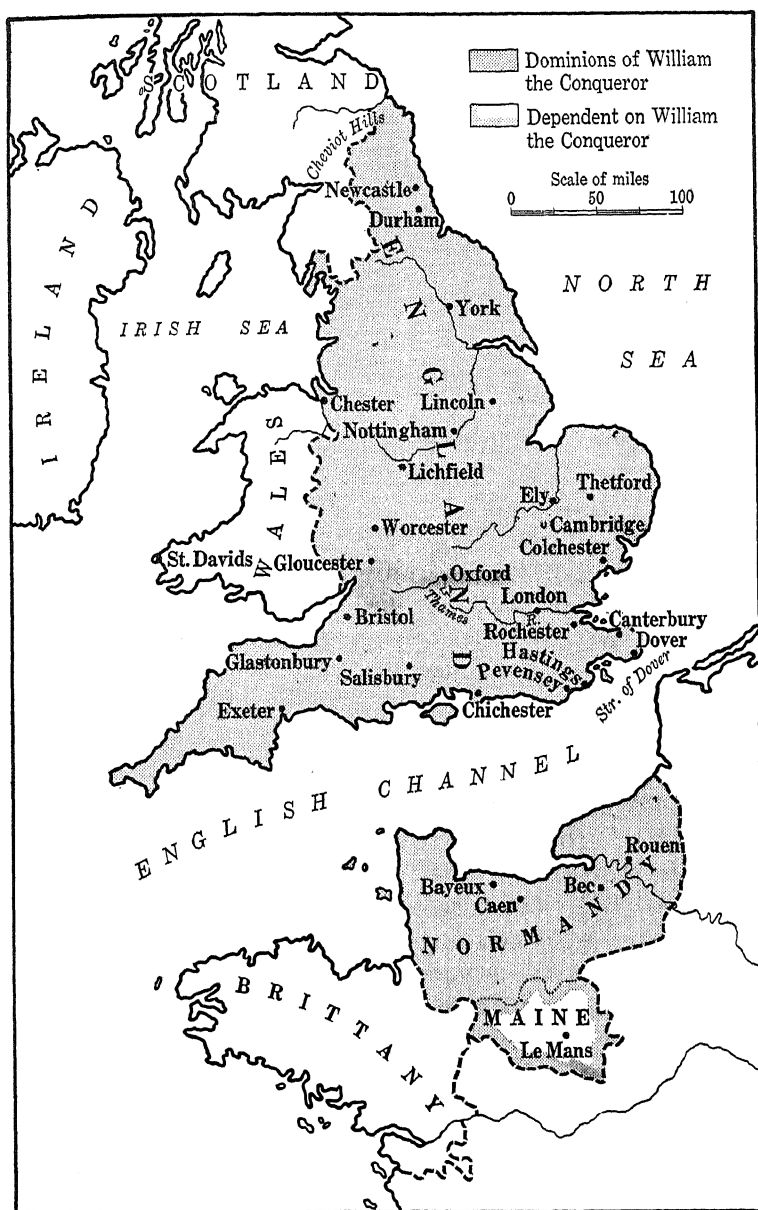 SCOTLAND
Dominions of William
the Conqueror
Dependent on William
the Conqueror
Scale of miles
0 50 100
Cheviot Hills
Newcastle
Durham
IRELAND
ENGLAND
NORTH
SEA
IRISH SEA
York
Chester
Lincoln
Nottingham
WALES
Lichfield
Ely
Thetford
Worcester
Cambridge
Colchester
St. Davids
Gloucester
Oxford
Thames R.
London
Bristol
Rochester
Canterbury
Dover
Glastonbury
Salisbury
Hastings
Pevensey
Str. of Dover
Exeter
Chichester
ENGLISH CHANNEL
Rouen
Bayeux
Bec
Caen
NORMANDY
BRITTANY
MAINE
Le Mans